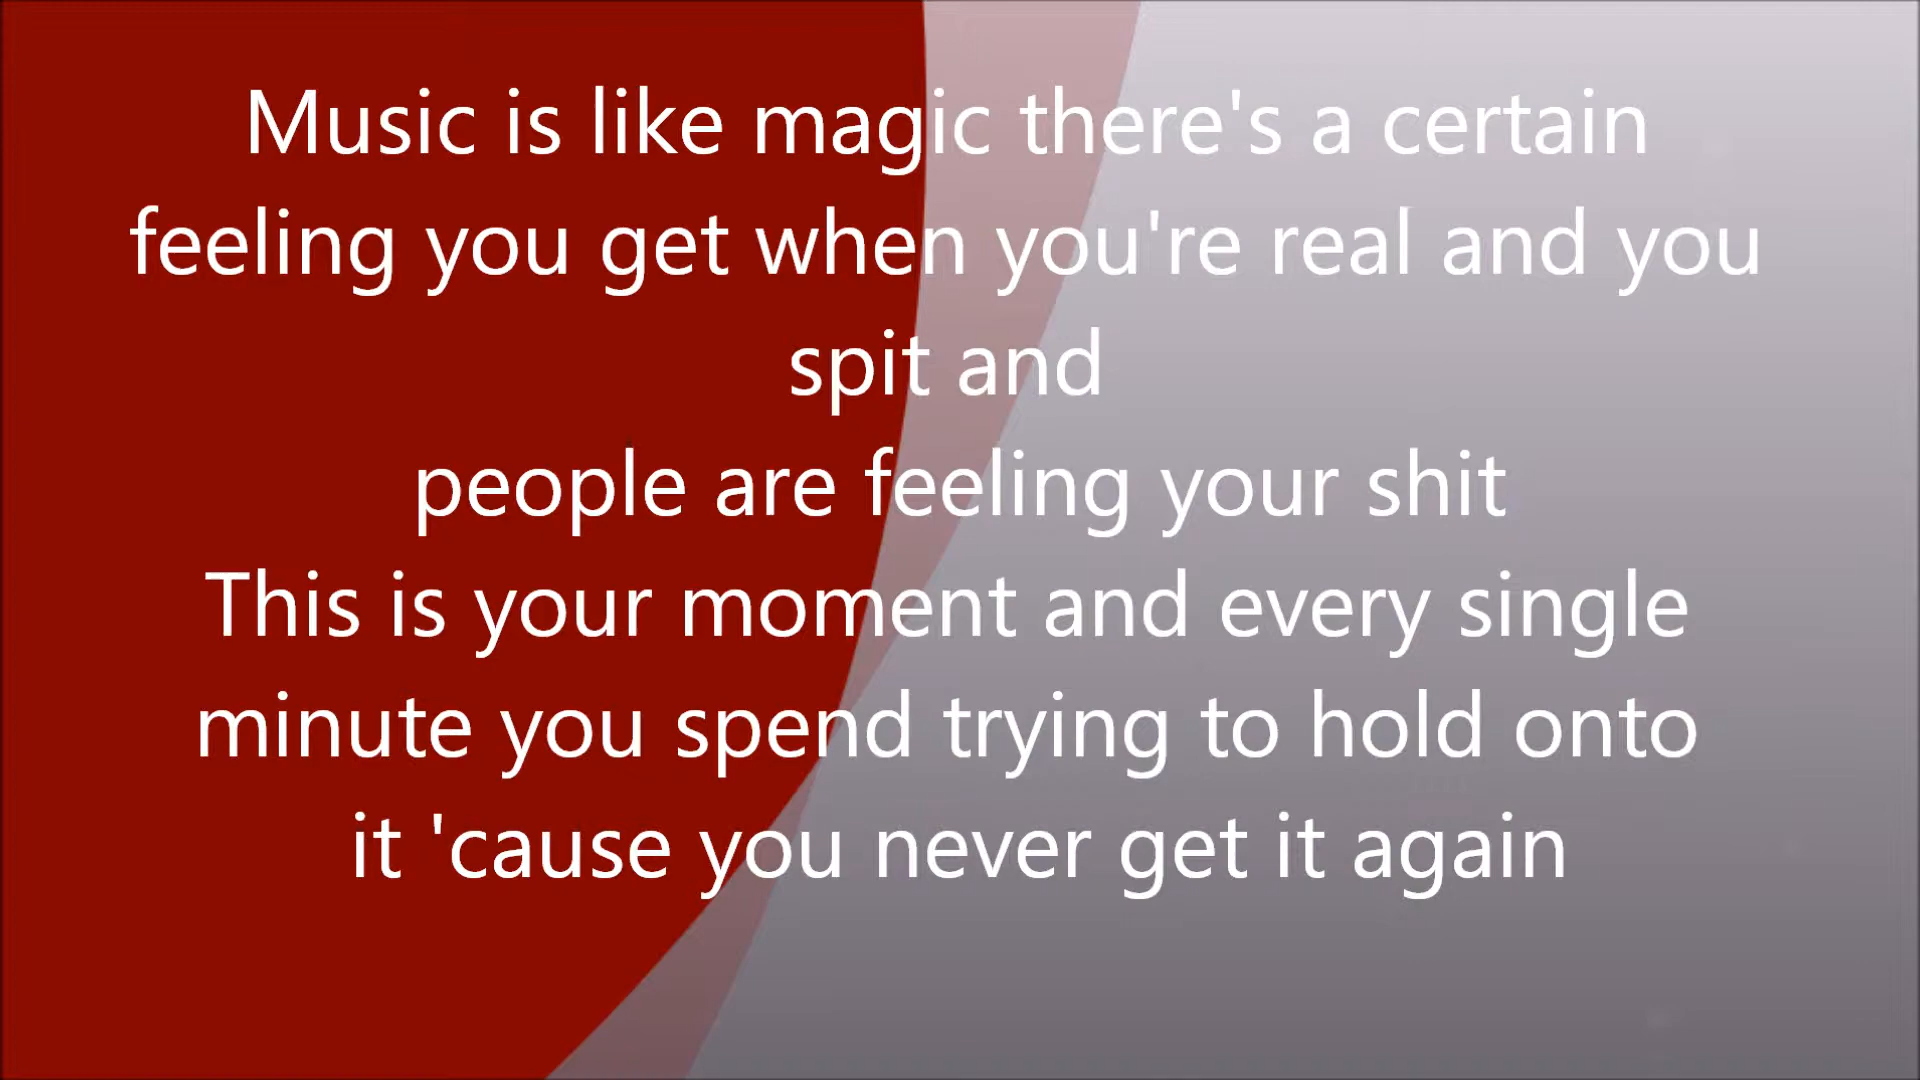 Music is like magic there's a certain
feeling you get when you're real and you
spit and
people are feeling your shit
This is your moment and every single
minute you spend trying to hold onto
it 'cause you never get it again